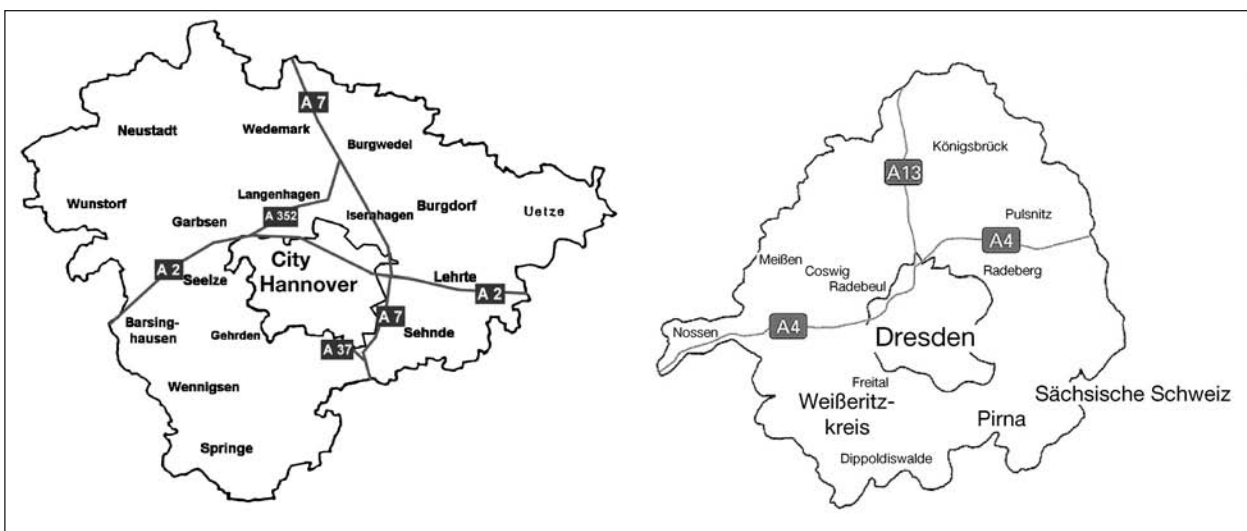 A 7
Neustadt
Wedemark
Burgwedel
Langenhagen
Wunstorf
A 352
Isernhagen
Burgdorf
Uetze
Garbsen
City
Hannover
A 2
Seelze
Lehrte
A 2
Barsing-
hausen
Gehrden
A 7
Sehnde
A 37
Wennigsen
Springe
Königsbrück
A13
Pulsnitz
A4
Meißen
Coswig
Radebeul
Radeberg
Nossen
A4
Dresden
Freital
Weißeritz-
kreis
Sächsische Schweiz
Pirna
Dippoldiswalde